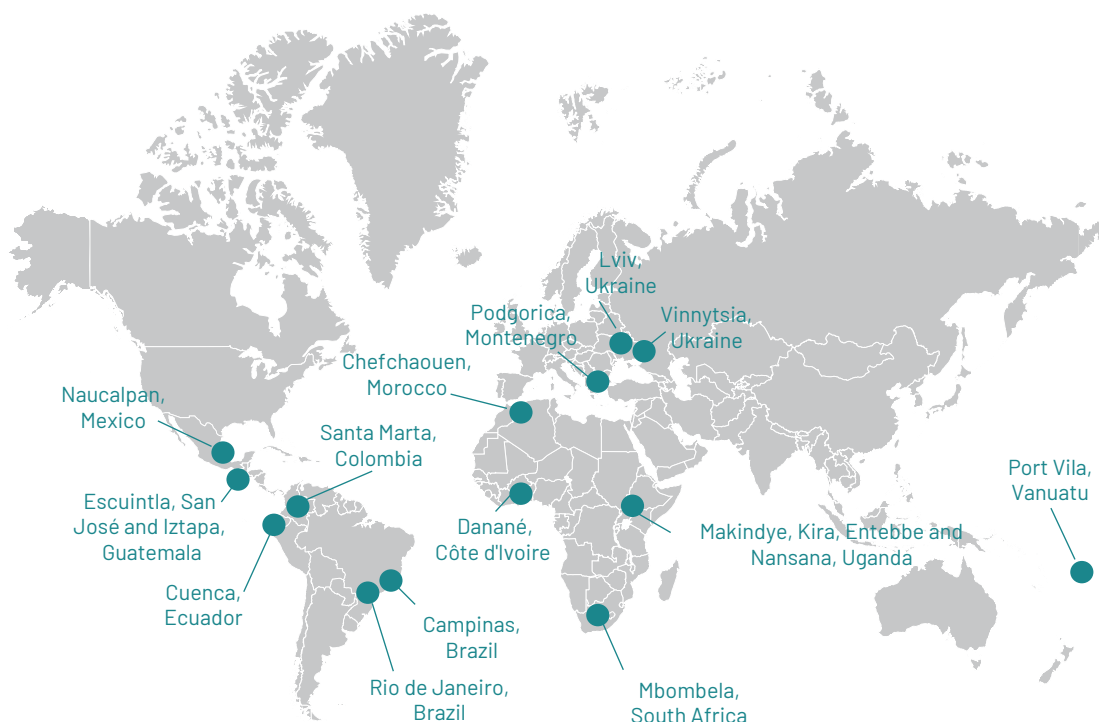 Lviv,
Ukraine
Podgorica,
Montenegro
Vinnytsia,
Ukraine
Chefchaouen,
Morocco
Naucalpan,
Mexico
Santa Marta,
Colombia
Port Vila,
Vanuatu
Escuintla, San
José and Iztapa,
Guatemala
Danané,
Côte d'Ivoire
Makindye, Kira, Entebbe and
Nansana, Uganda
Cuenca,
Ecuador
Campinas,
Brazil
Rio de Janeiro,
Brazil
Mbombela,
South Africa